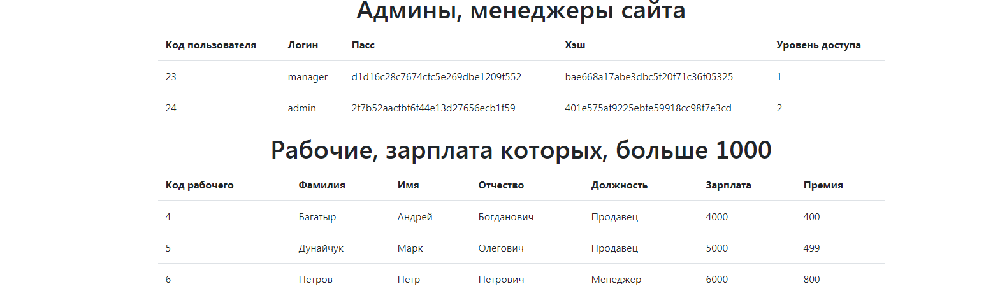 Админы, менеджеры сайта
Код пользователя Логин Пасс Хэш Уровень доступа
23 manager d1d16c28c7674cfc5e269dbe1209f552 bae668a17abe3dbc5f20f71c36f05325 1
24 admin 2f7b52aacfbf6f44e13d27656ecb1f59 401e575af9225ebfe59918cc98f7e3cd 2
Рабочие, зарплата которых, больше 1000
Код рабочего Фамилия Имя Отчество Должность Зарплата Премия
4 Багатыр Андрей Богданович Продавец 4000 400
5 Дунайчук Марк Олегович Продавец 5000 499
6 Петров Петр Петрович Менеджер 6000 800